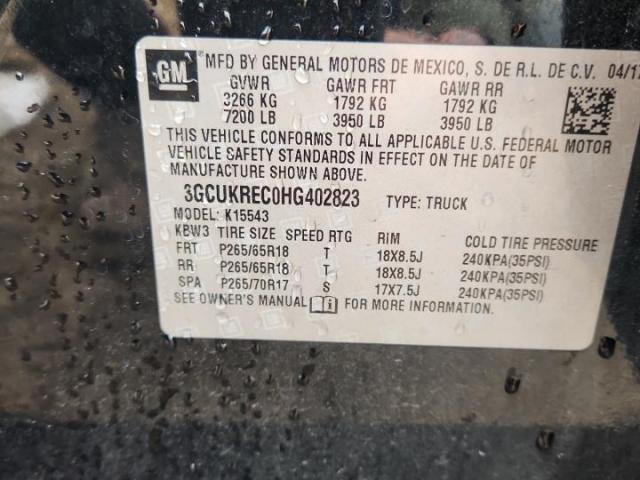 GM MFD BY GENERAL MOTORS DE MEXICO, S. DE R.L. DE C.V. 04/17
GVWR GAWR FRT GAWR RR
3266 KG 1792 KG 1792 KG
7200 LB 3950 LB 3950 LB
THIS VEHICLE CONFORMS TO ALL APPLICABLE U.S. FEDERAL MOTOR
VEHICLE SAFETY STANDARDS IN EFFECT ON THE DATE OF
MANUFACTURE SHOWN ABOVE.
3GCUKREC0HG402823 TYPE: TRUCK
MODEL: K15543
KBW3 TIRE SIZE SPEED RTG RIM COLD TIRE PRESSURE
FRT P265/65R18 T 18X8.5J 240KPA(35PSI)
RR P265/65R18 T 18X8.5J 240KPA(35PSI)
SPA P265/70R17 S 17X7.5J 240KPA(35PSI)
SEE OWNER'S MANUAL i FOR MORE INFORMATION.